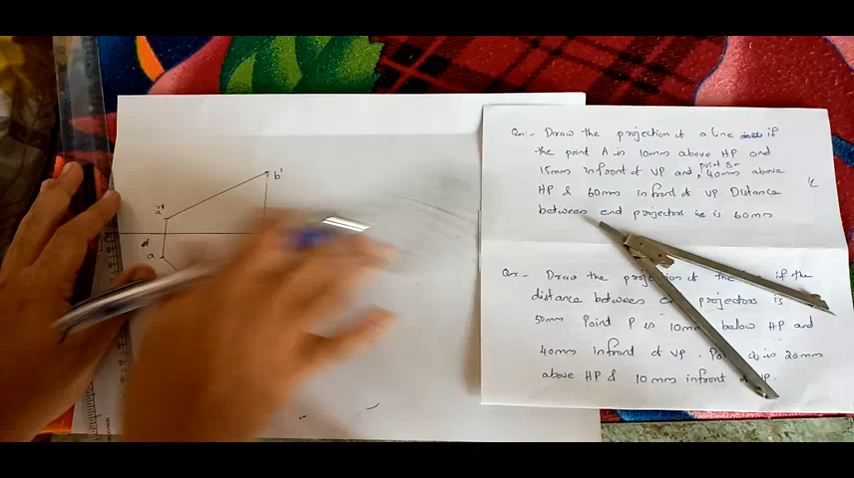 b'
a'
a
Qn:- Draw the projection of a line if
the point A is 10mm above HP and
15mm infront of VP and point B 40mm above
HP & 60mm infront of VP. Distance
between end projectors is 60mm
Qn:- Draw the projection of the if the
distance between projectors is
50mm Point P is 10mm below HP and
40mm infront of VP. is 20mm
above HP & 10mm infront